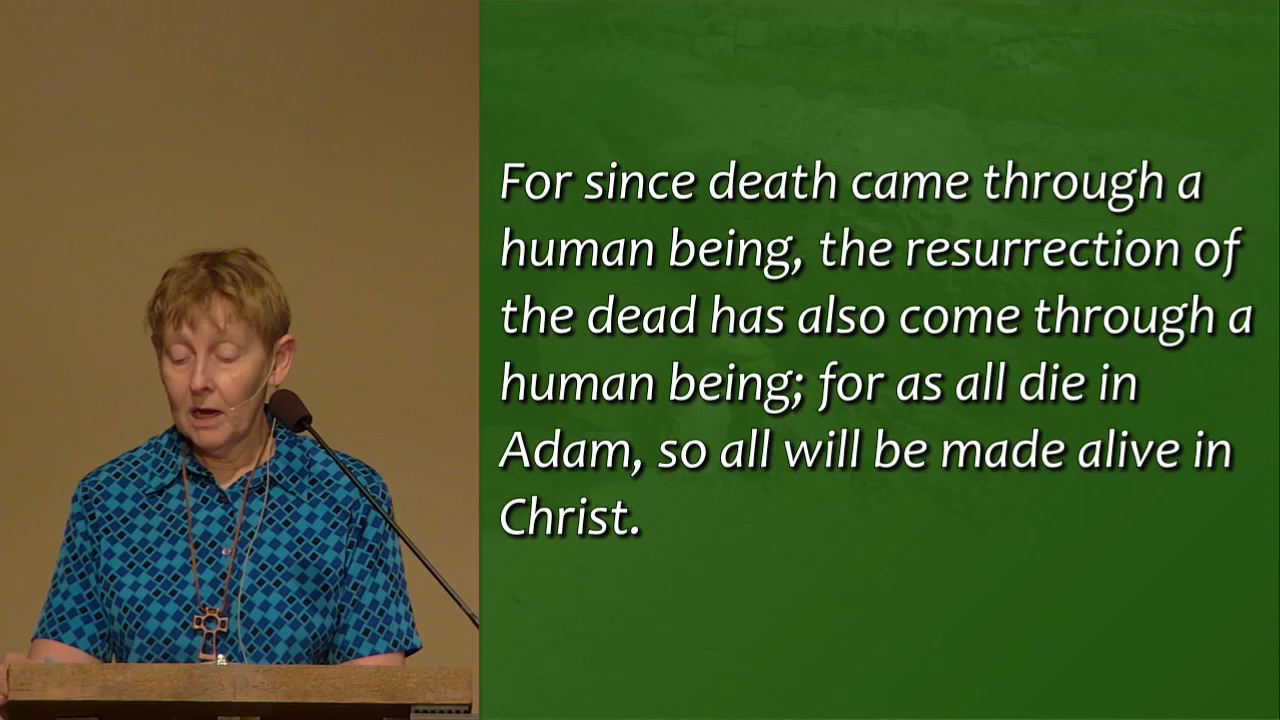 For since death came through a
human being, the resurrection of
the dead has also come through a
human being; for as all die in
Adam, so all will be made alive in
Christ.